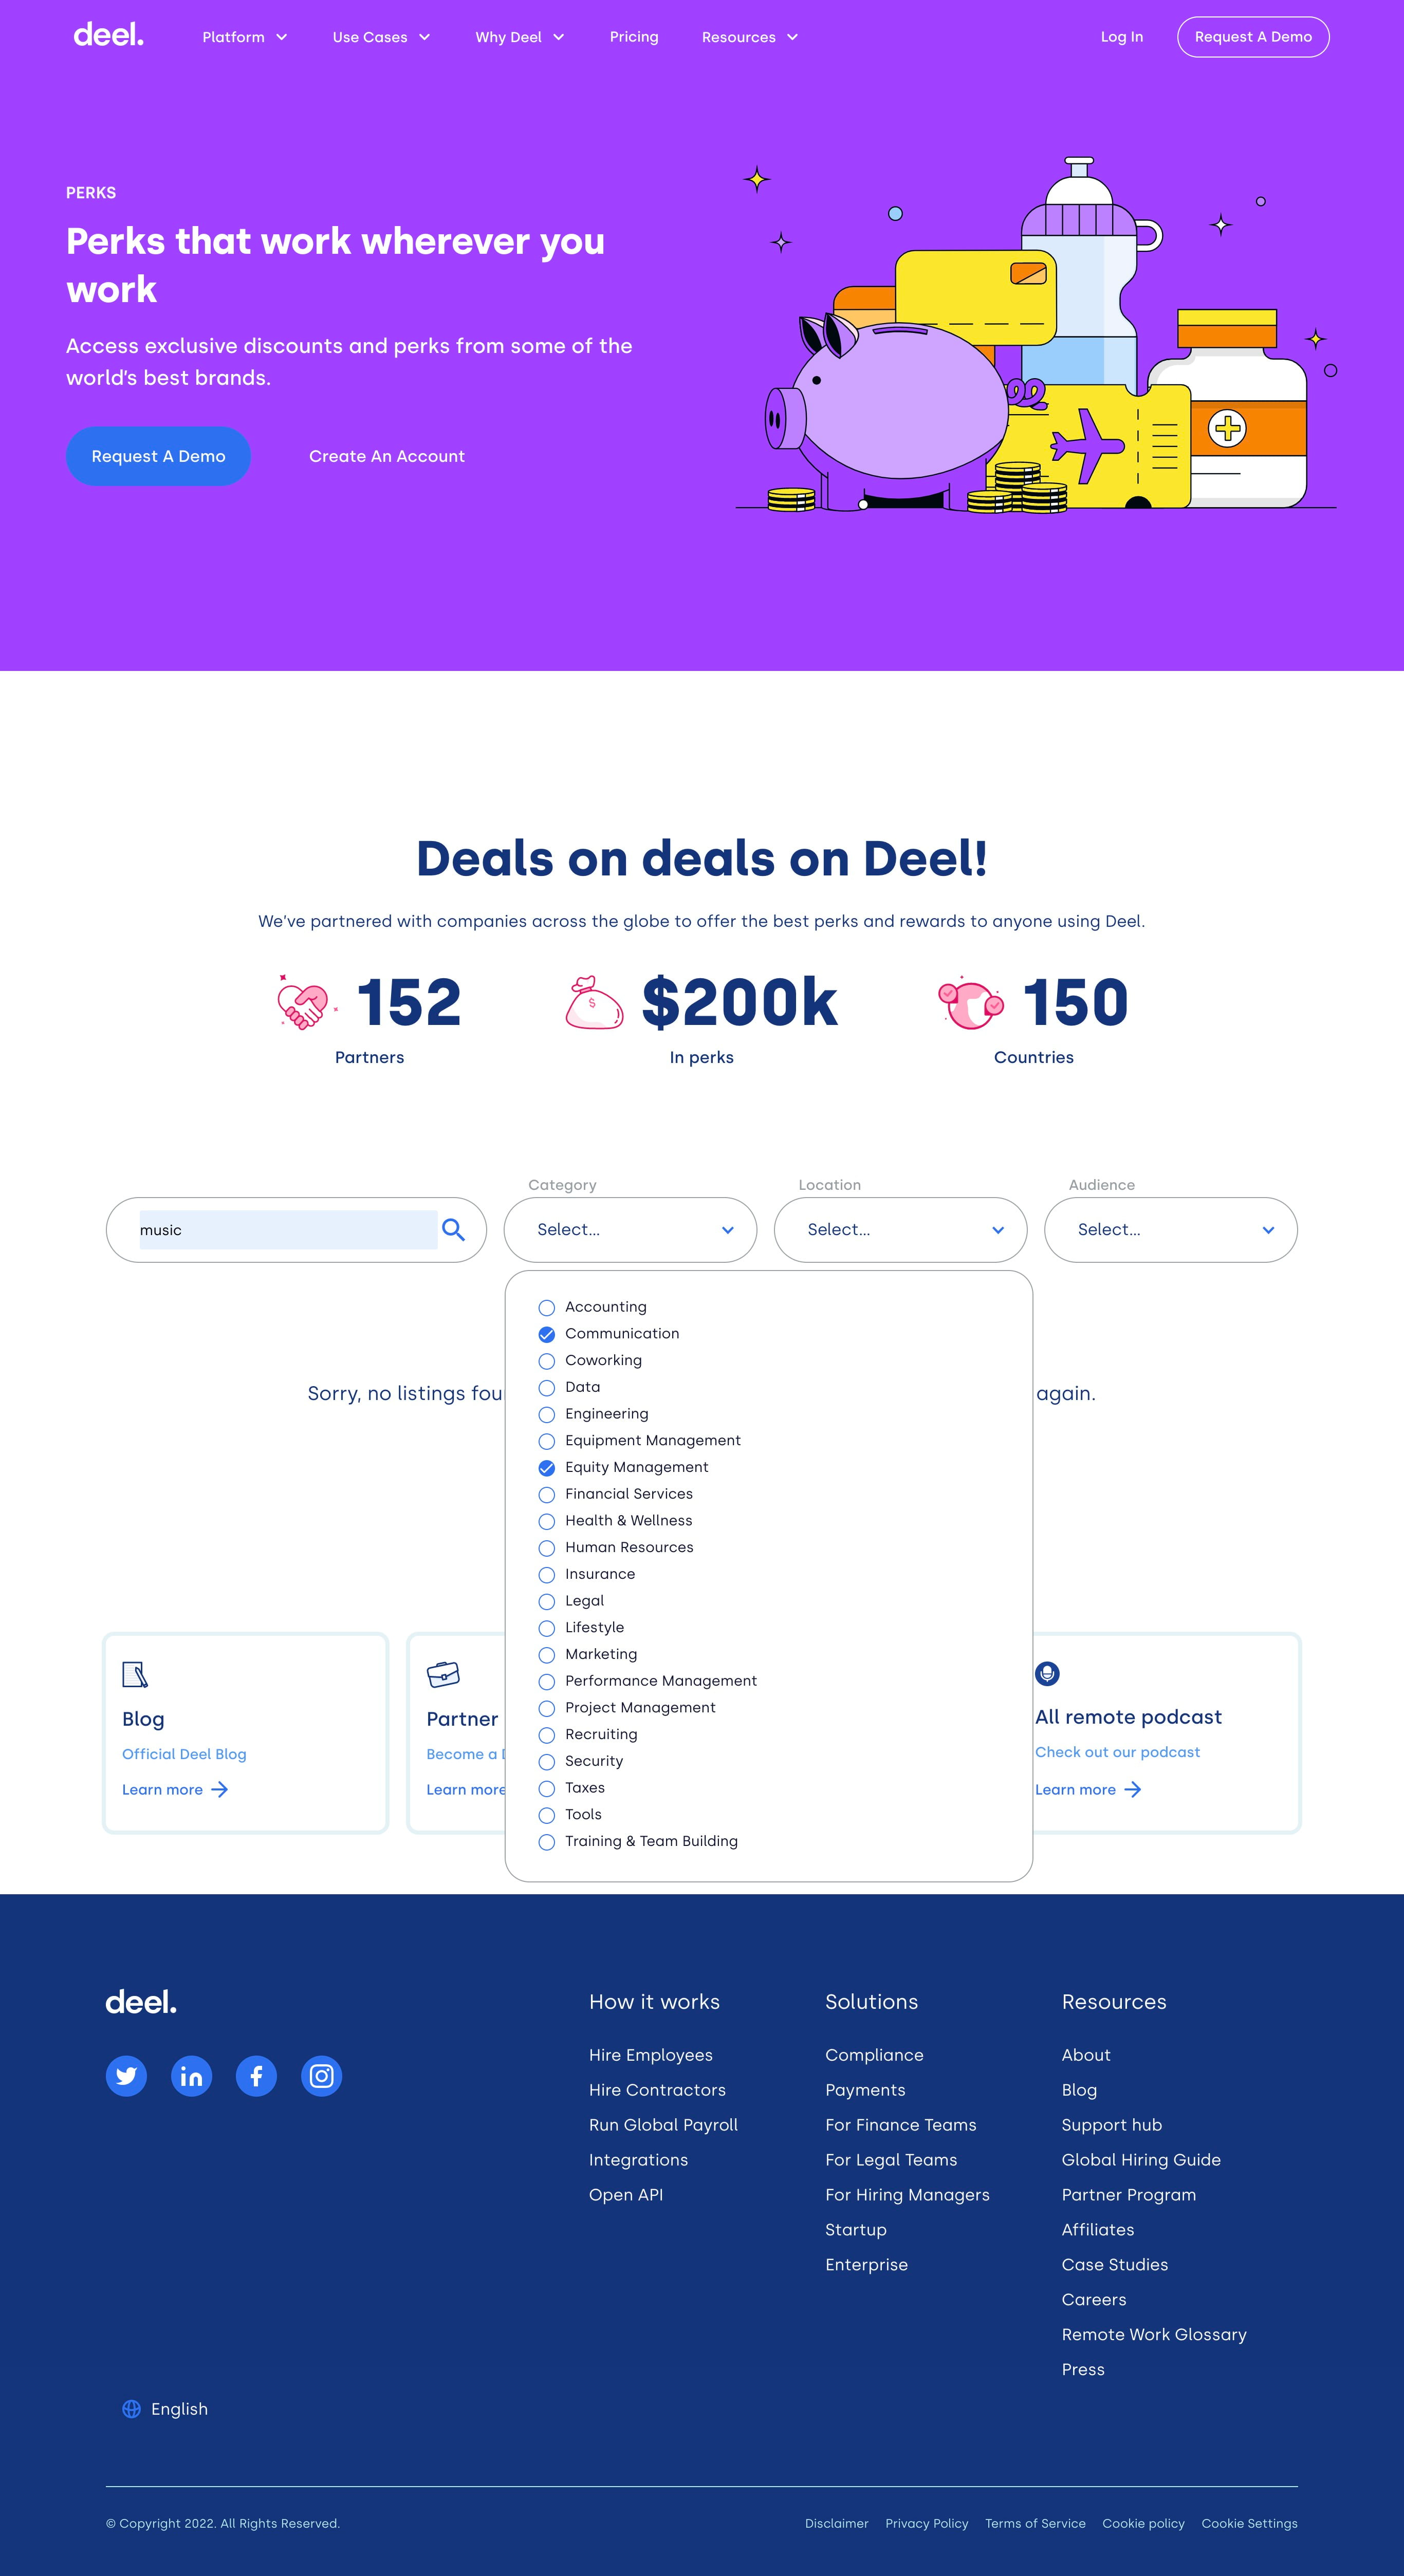 deel.
Platform
Use Cases
Why Deel
Pricing
Resources
Log In
Request A Demo
PERKS
Perks that work wherever you
work
Access exclusive discounts and perks from some of the
world's best brands.
Request A Demo
Create An Account
Deals on deals on Deel!
We've partnered with companies across the globe to offer the best perks and rewards to anyone using Deel.
152
Partners
$200k
In perks
150
Countries
music
Category
Select...
Location
Select...
Audience
Select...
Accounting
Communication
Coworking
Data
Engineering
Equipment Management
Equity Management
Financial Services
Health & Wellness
Human Resources
Insurance
Legal
Lifestyle
Marketing
Performance Management
Project Management
Recruiting
Security
Taxes
Tools
Training & Team Building
Sorry, no listings again.
Blog
Official Deel Blog
Learn more
Partner
Become a
Learn more
All remote podcast
Check out our podcast
Learn more
deel.
How it works
Hire Employees
Hire Contractors
Run Global Payroll
Integrations
Open API
Solutions
Compliance
Payments
For Finance Teams
For Legal Teams
For Hiring Managers
Startup
Enterprise
Resources
About
Blog
Support hub
Global Hiring Guide
Partner Program
Affiliates
Case Studies
Careers
Remote Work Glossary
Press
English
© Copyright 2022. All Rights Reserved.
Disclaimer
Privacy Policy
Terms of Service
Cookie policy
Cookie Settings